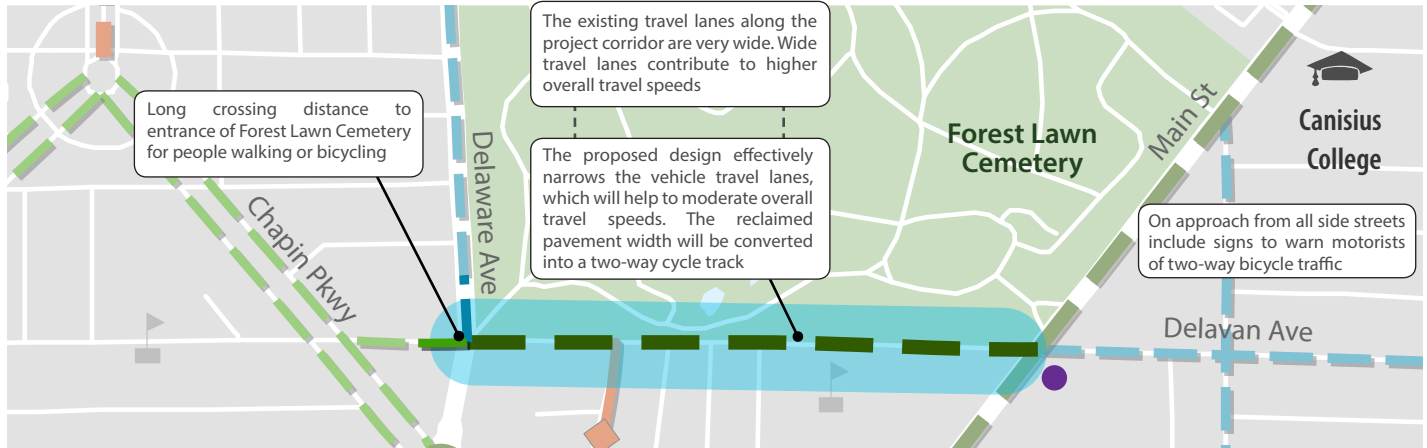 The existing travel lanes along the
project corridor are very wide. Wide
travel lanes contribute to higher
overall travel speeds
Long crossing distance to
entrance of Forest Lawn Cemetery
for people walking or bicycling
The proposed design effectively
narrows the vehicle travel lanes,
which will help to moderate overall
travel speeds. The reclaimed
pavement width will be converted
into a two-way cycle track
Forest Lawn
Cemetery
Main St
Canisius
College
On approach from all side streets
include signs to warn motorists
of two-way bicycle traffic
Delaware Ave
Chapin Pkwy
Delavan Ave